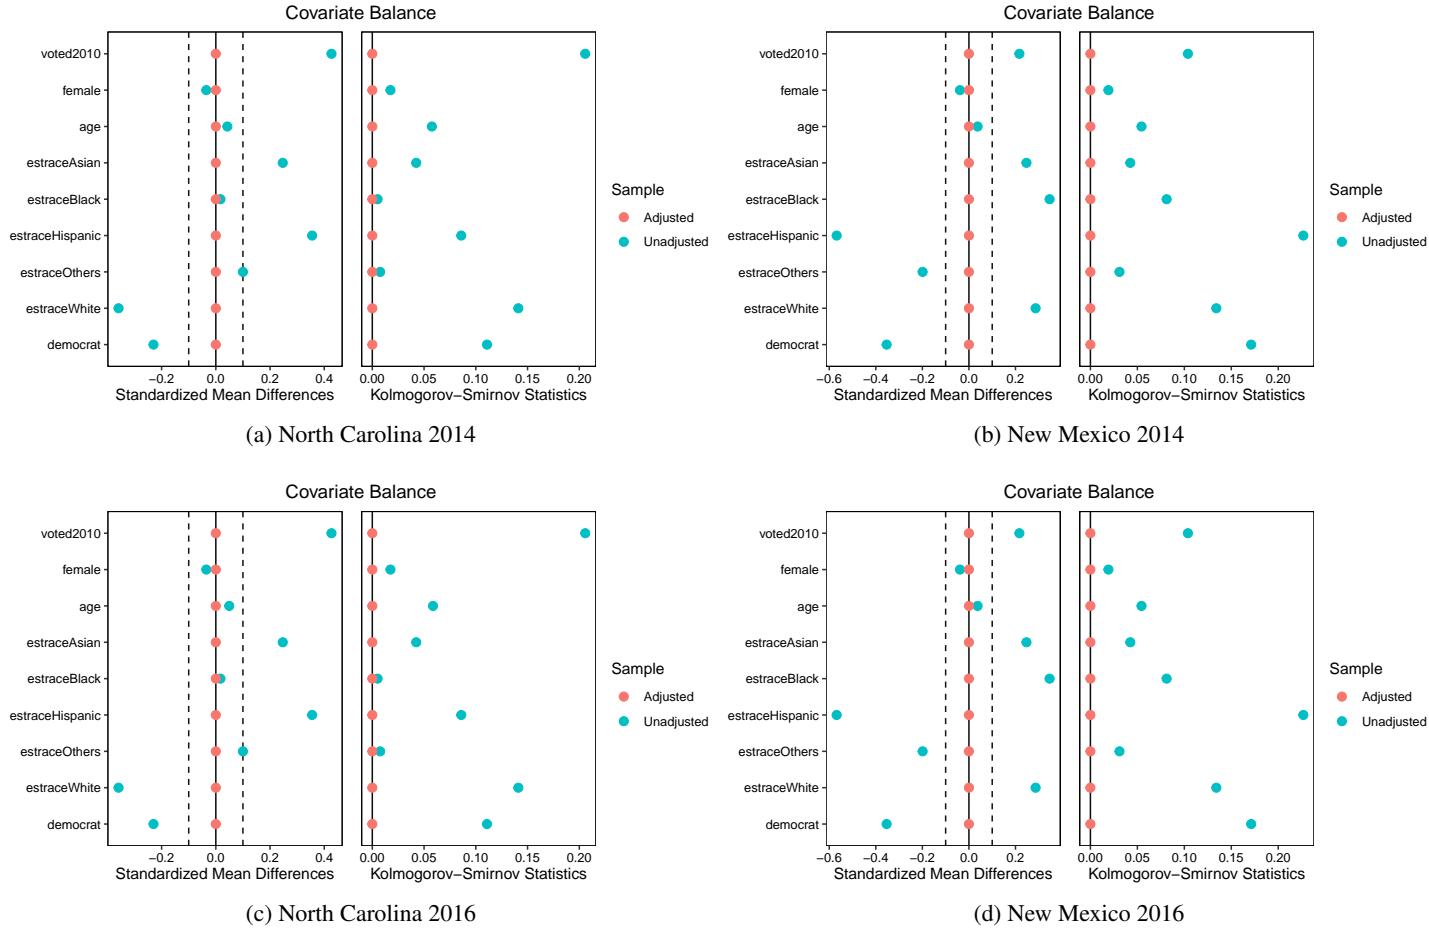 Covariate Balance
voted2010
female
age
estraceAsian
estraceBlack
estraceHispanic
estraceOthers
estraceWhite
democrat
−0.2 0.0 0.2 0.4
Standardized Mean Differences
0.00 0.05 0.10 0.15 0.20
Kolmogorov−Smirnov Statistics
Sample
Adjusted
Unadjusted
(a) North Carolina 2014
Covariate Balance
voted2010
female
age
estraceAsian
estraceBlack
estraceHispanic
estraceOthers
estraceWhite
democrat
−0.6 −0.4 −0.2 0.0 0.2
Standardized Mean Differences
0.00 0.05 0.10 0.15 0.20
Kolmogorov−Smirnov Statistics
Sample
Adjusted
Unadjusted
(b) New Mexico 2014
Covariate Balance
voted2010
female
age
estraceAsian
estraceBlack
estraceHispanic
estraceOthers
estraceWhite
democrat
−0.2 0.0 0.2 0.4
Standardized Mean Differences
0.00 0.05 0.10 0.15 0.20
Kolmogorov−Smirnov Statistics
Sample
Adjusted
Unadjusted
(c) North Carolina 2016
Covariate Balance
voted2010
female
age
estraceAsian
estraceBlack
estraceHispanic
estraceOthers
estraceWhite
democrat
−0.6 −0.4 −0.2 0.0 0.2
Standardized Mean Differences
0.00 0.05 0.10 0.15 0.20
Kolmogorov−Smirnov Statistics
Sample
Adjusted
Unadjusted
(d) New Mexico 2016